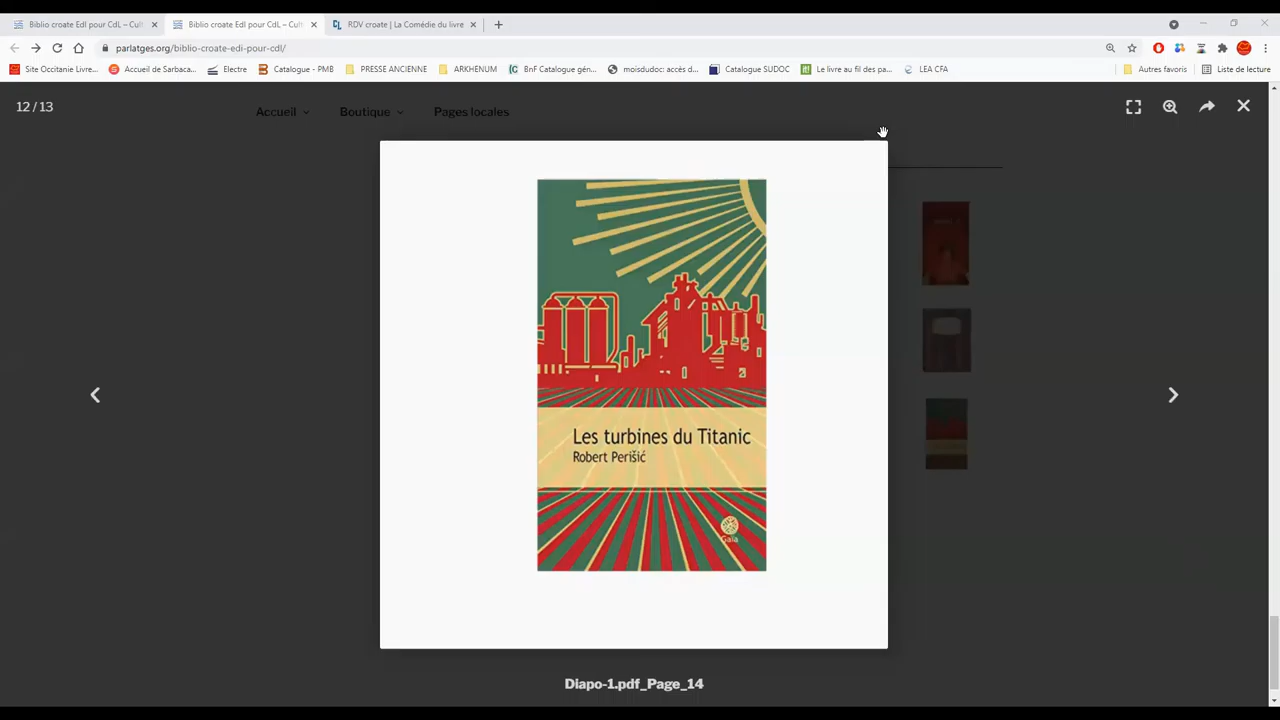 Biblio croate EdI pour CdL – Cult
Biblio croate EdI pour CdL – Cult
RDV croate | La Comédie du livre
parlatges.org/biblio-croate-edi-pour-cdl/
Site Occitanie Livre...
Accueil de Sarbaca...
Electre
Catalogue - PMB
PRESSE ANCIENNE
ARKHENUM
BnF Catalogue gén...
moisdudoc: accès d...
Catalogue SUDOC
Le livre au fil des pa...
LEA CFA
Autres favoris
Liste de lecture
12 / 13
Accueil
Boutique
Pages locales
Les turbines du Titanic
Robert Perišić
Gaïa
Diapo-1.pdf_Page_14